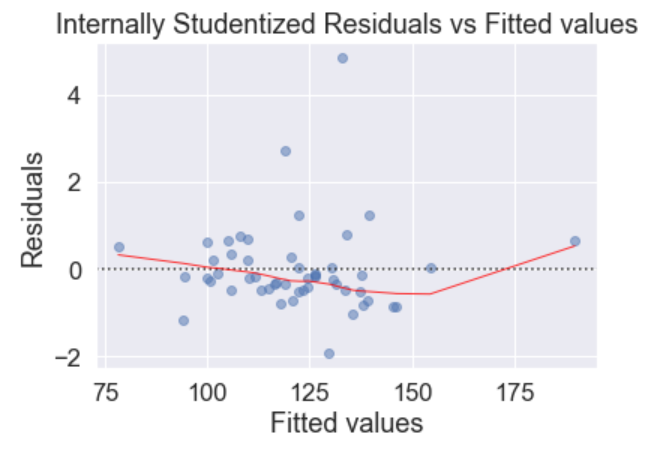 Internally Studentized Residuals vs Fitted values
4
2
0
−2
Residuals
75 100 125 150 175
Fitted values